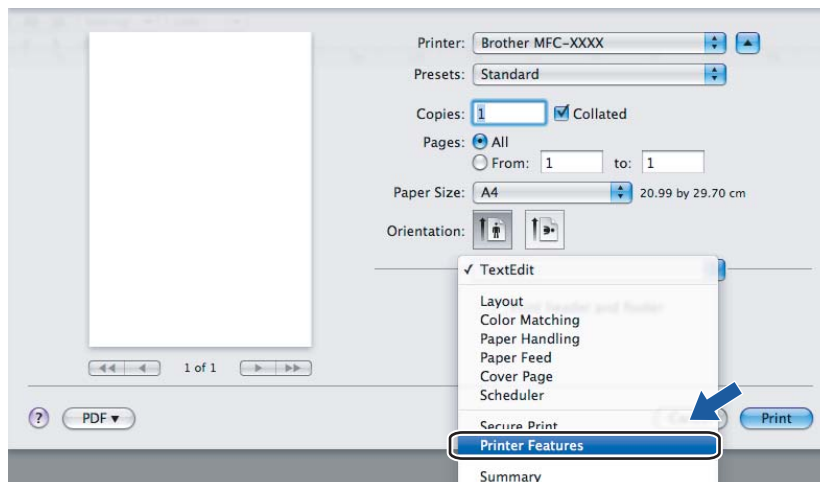 Printer: Brother MFC-XXXX
Presets: Standard
Copies: 1 Collated
Pages: All
From: 1 to: 1
Paper Size: A4 20.99 by 29.70 cm
Orientation:
✓ TextEdit
Layout
Color Matching
Paper Handling
Paper Feed
Cover Page
Scheduler
Secure Print
Printer Features
Summary
1 of 1
? PDF▼ Print